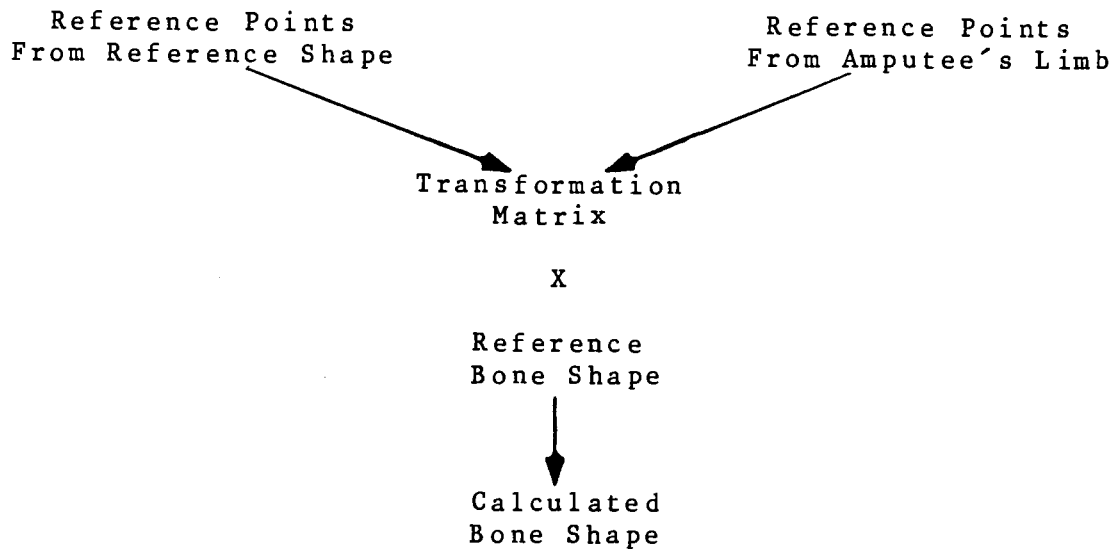 Reference Points
From Reference Shape
Reference Points
From Amputee´s Limb
Transformation
Matrix
X
Reference
Bone Shape
Calculated
Bone Shape